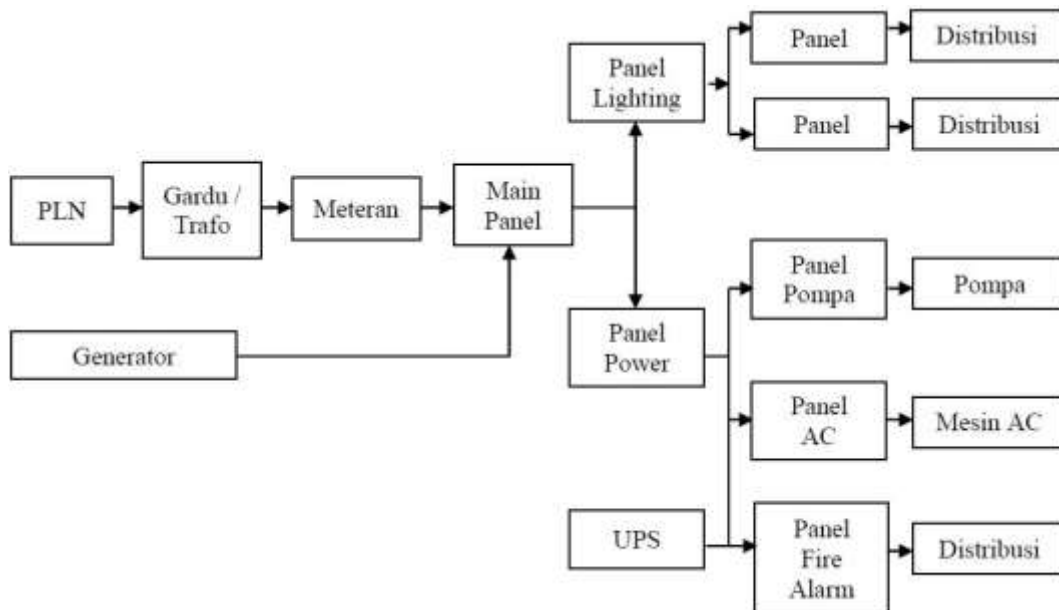 Panel
Distribusi
Panel
Lighting
Panel
Distribusi
PLN
Gardu /
Trafo
Meteran
Main
Panel
Panel
Pompa
Pompa
Generator
Panel
Power
Panel
AC
Mesin AC
UPS
Panel
Fire
Alarm
Distribusi